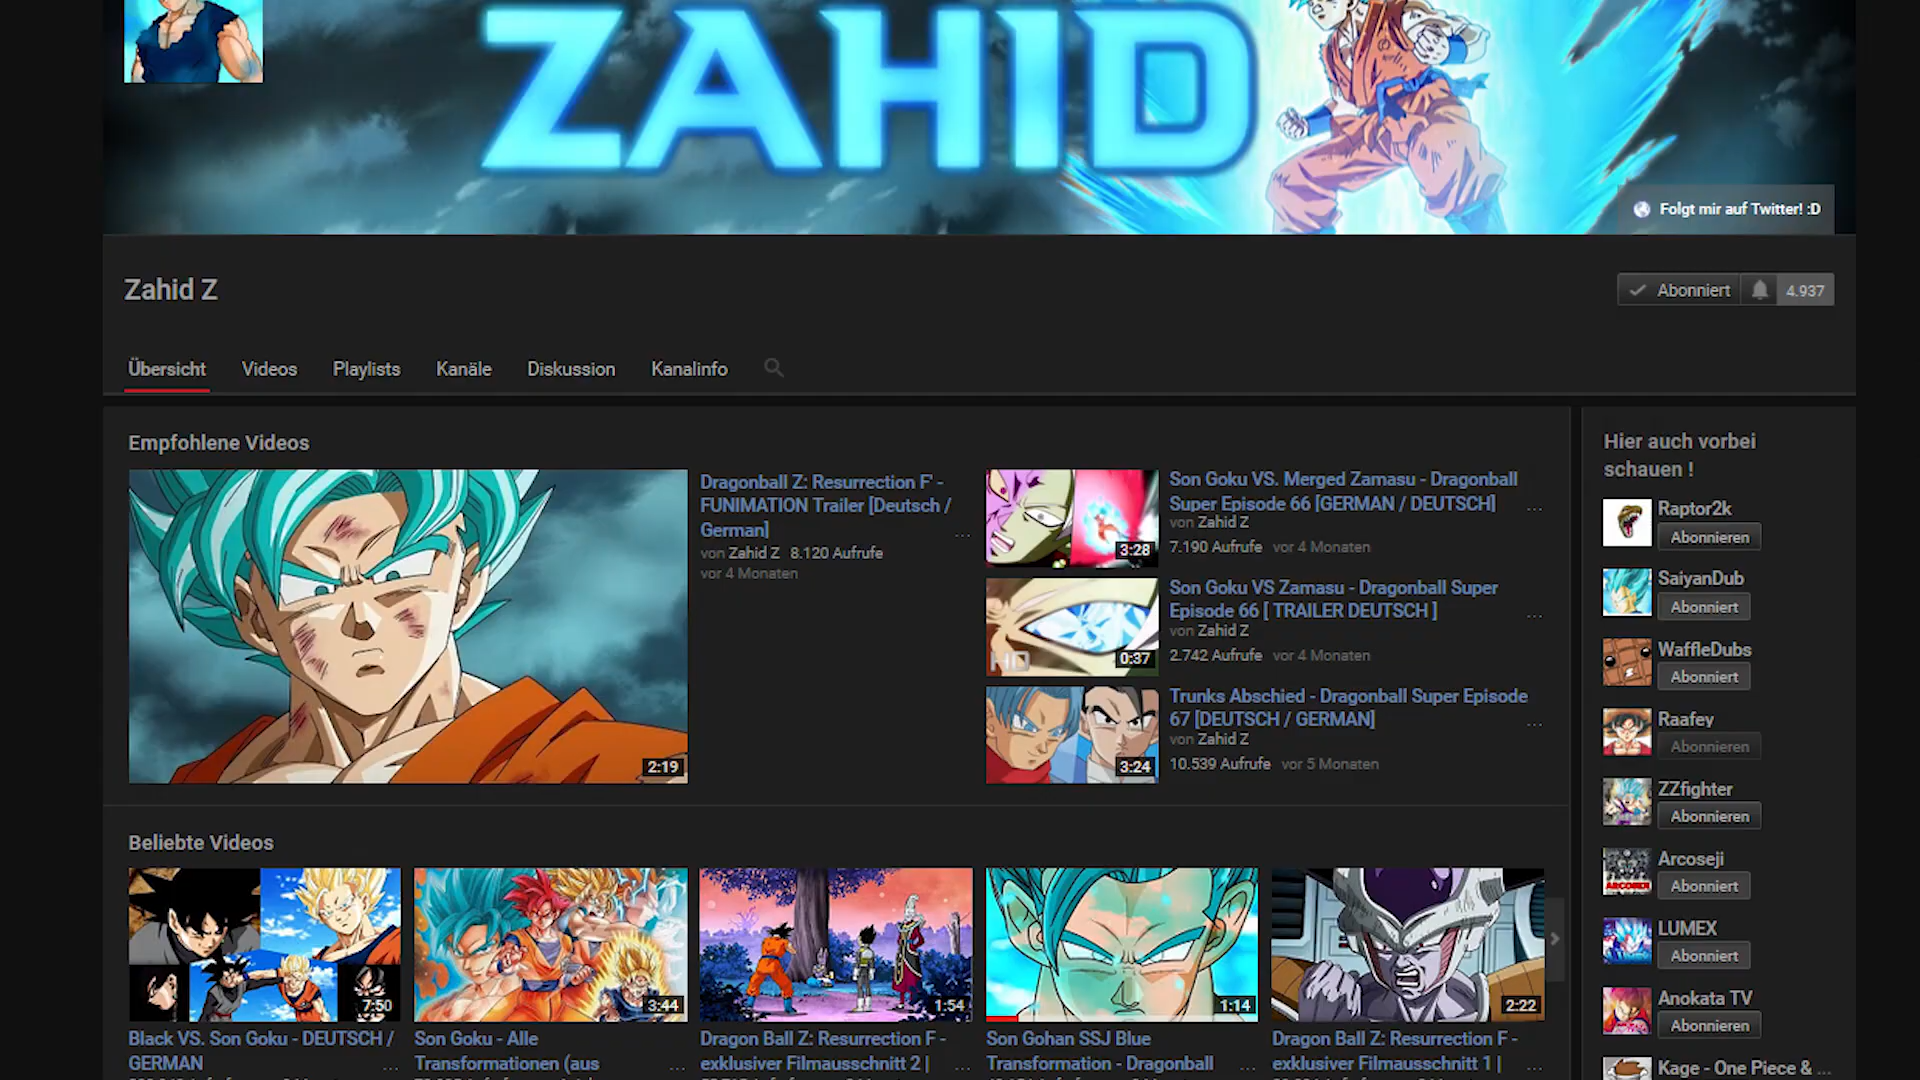 ZAHID
Folgt mir auf Twitter! :D
Zahid Z
Abonniert 4.937
Übersicht Videos Playlists Kanäle Diskussion Kanalinfo
Empfohlene Videos
2:19
Dragonball Z: Resurrection F' -
FUNIMATION Trailer [Deutsch /
German]
von Zahid Z 8.120 Aufrufe
vor 4 Monaten
3:28
Son Goku VS. Merged Zamasu - Dragonball
Super Episode 66 [GERMAN / DEUTSCH]
von Zahid Z
7.190 Aufrufe vor 4 Monaten
HD
0:37
Son Goku VS Zamasu - Dragonball Super
Episode 66 [ TRAILER DEUTSCH ]
von Zahid Z
2.742 Aufrufe vor 4 Monaten
3:24
Trunks Abschied - Dragonball Super Episode
67 [DEUTSCH / GERMAN]
von Zahid Z
10.539 Aufrufe vor 5 Monaten
Beliebte Videos
7:50
Black VS. Son Goku - DEUTSCH /
GERMAN
3:44
Son Goku - Alle
Transformationen (aus
1:54
Dragon Ball Z: Resurrection F -
exklusiver Filmausschnitt 2 |
1:14
Son Gohan SSJ Blue
Transformation - Dragonball
2:22
Dragon Ball Z: Resurrection F -
exklusiver Filmausschnitt 1 |
Hier auch vorbei
schauen !
Raptor2k
Abonnieren
SaiyanDub
Abonniert
WaffleDubs
Abonniert
Raafey
Abonnieren
ZZfighter
Abonnieren
Arcoseji
Abonniert
LUMEX
Abonniert
Anokata TV
Abonnieren
Kage - One Piece & ...